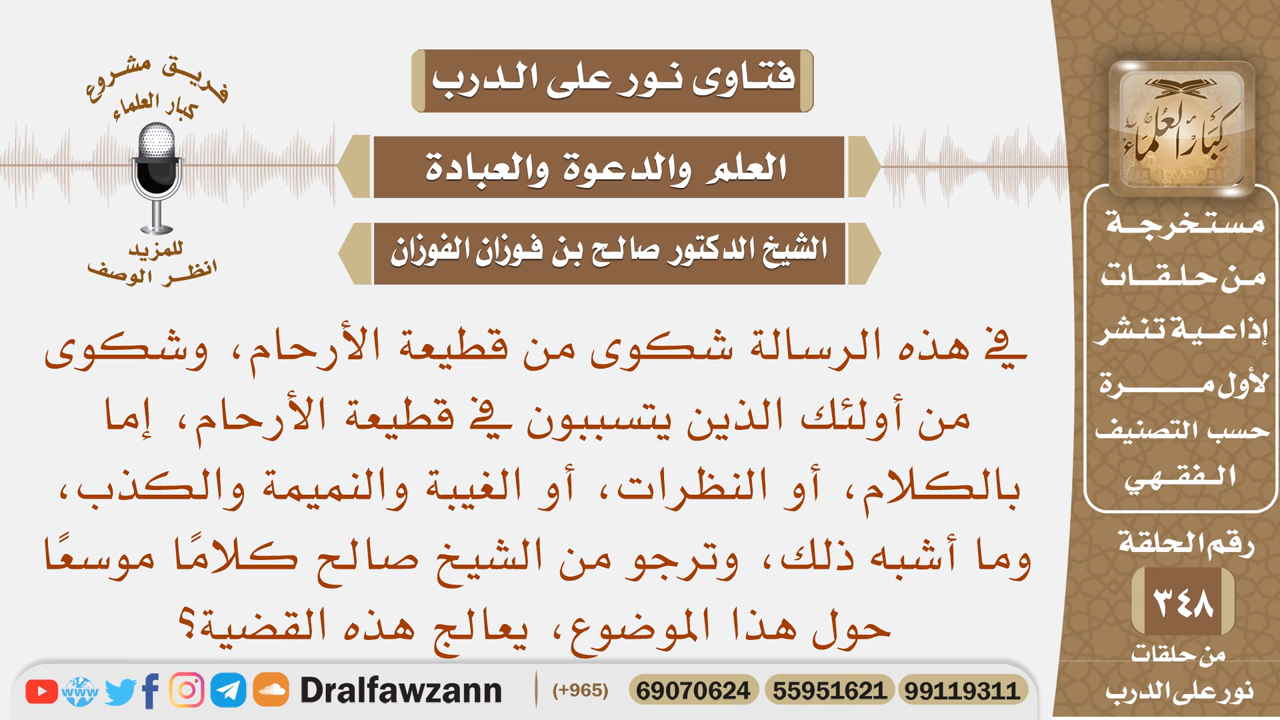 فتاوى نور على الدرب
العلم والدعوة والعبادة
الشيخ الدكتور صالح بن فوزان الفوزان
فريق مشروع
كبار العلماء
للمزيد
انظر الوصف
في هذه الرسالة شكوى من قطيعة الأرحام، وشكوى
من أولئك الذين يتسببون في قطيعة الأرحام، إما
بالكلام، أو النظرات، أو الغيبة والنميمة والكذب،
وما أشبه ذلك، وترجو من الشيخ صالح كلامًا موسعًا
حول هذا الموضوع، يعالج هذه القضية؟
كبار العلماء
مستخرجة
من حلقات
إذاعية تنشر
لأول مرة
حسب التصنيف
الفقهي
رقم الحلقة
٣٤٨
من حلقات
نور على الدرب
www
Dralfawzann
(+965)
69070624
55951621
99119311